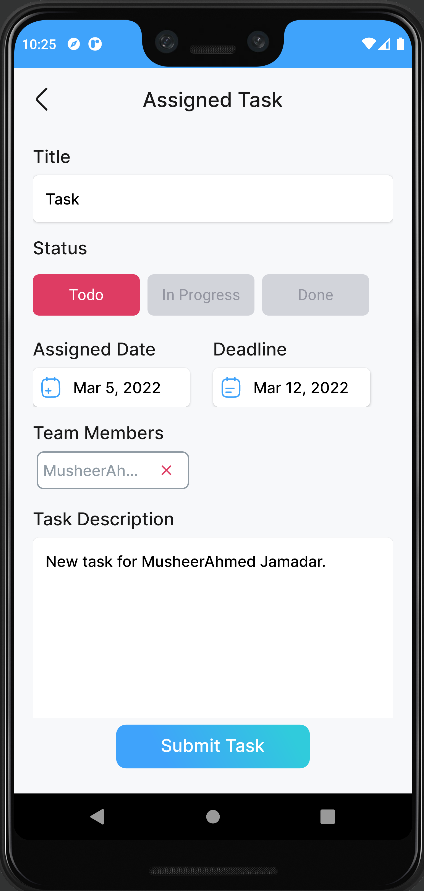 10:25
Assigned Task
Title
Task
Status
Todo In Progress Done
Assigned Date Deadline
Mar 5, 2022 Mar 12, 2022
Team Members
MusheerAh...
Task Description
New task for MusheerAhmed Jamadar.
Submit Task